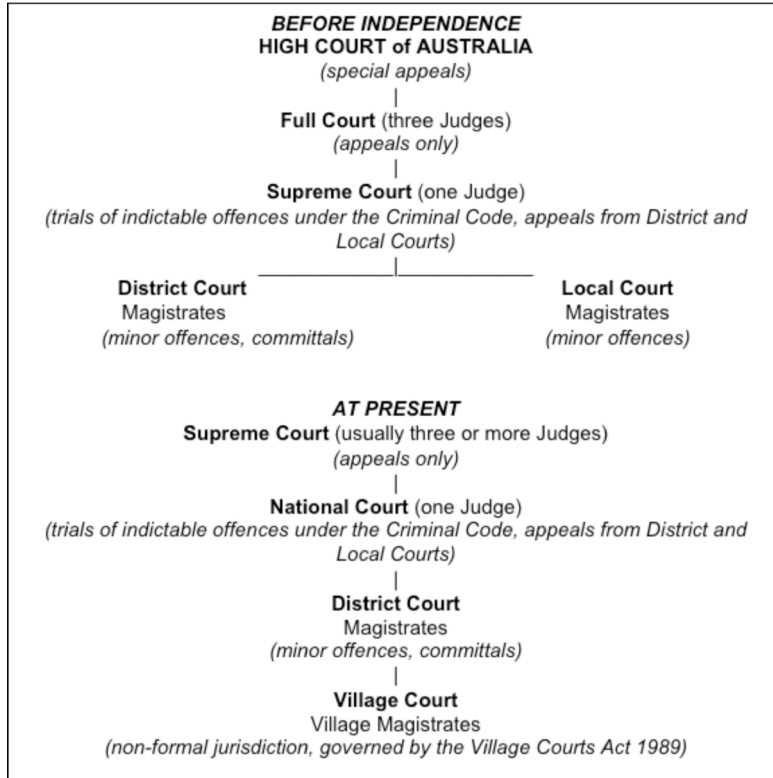 BEFORE INDEPENDENCE
HIGH COURT of AUSTRALIA
(special appeals)
|
Full Court (three Judges)
(appeals only)
|
Supreme Court (one Judge)
(trials of indictable offences under the Criminal Code, appeals from District and
Local Courts)
____________|____________
District Court Local Court
Magistrates Magistrates
(minor offences, committals) (minor offences)
AT PRESENT
Supreme Court (usually three or more Judges)
(appeals only)
|
National Court (one Judge)
(trials of indictable offences under the Criminal Code, appeals from District and
Local Courts)
|
District Court
Magistrates
(minor offences, committals)
|
Village Court
Village Magistrates
(non-formal jurisdiction, governed by the Village Courts Act 1989)